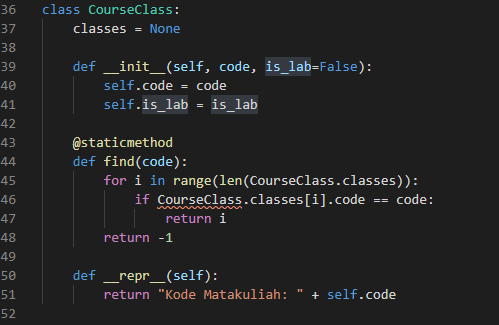 36 class CourseClass:
37     classes = None
38
39     def __init__(self, code, is_lab=False):
40         self.code = code
41         self.is_lab = is_lab
42
43     @staticmethod
44     def find(code):
45         for i in range(len(CourseClass.classes)):
46             if CourseClass.classes[i].code == code:
47                 return i
48         return -1
49
50     def __repr__(self):
51         return "Kode Matakuliah: " + self.code
52